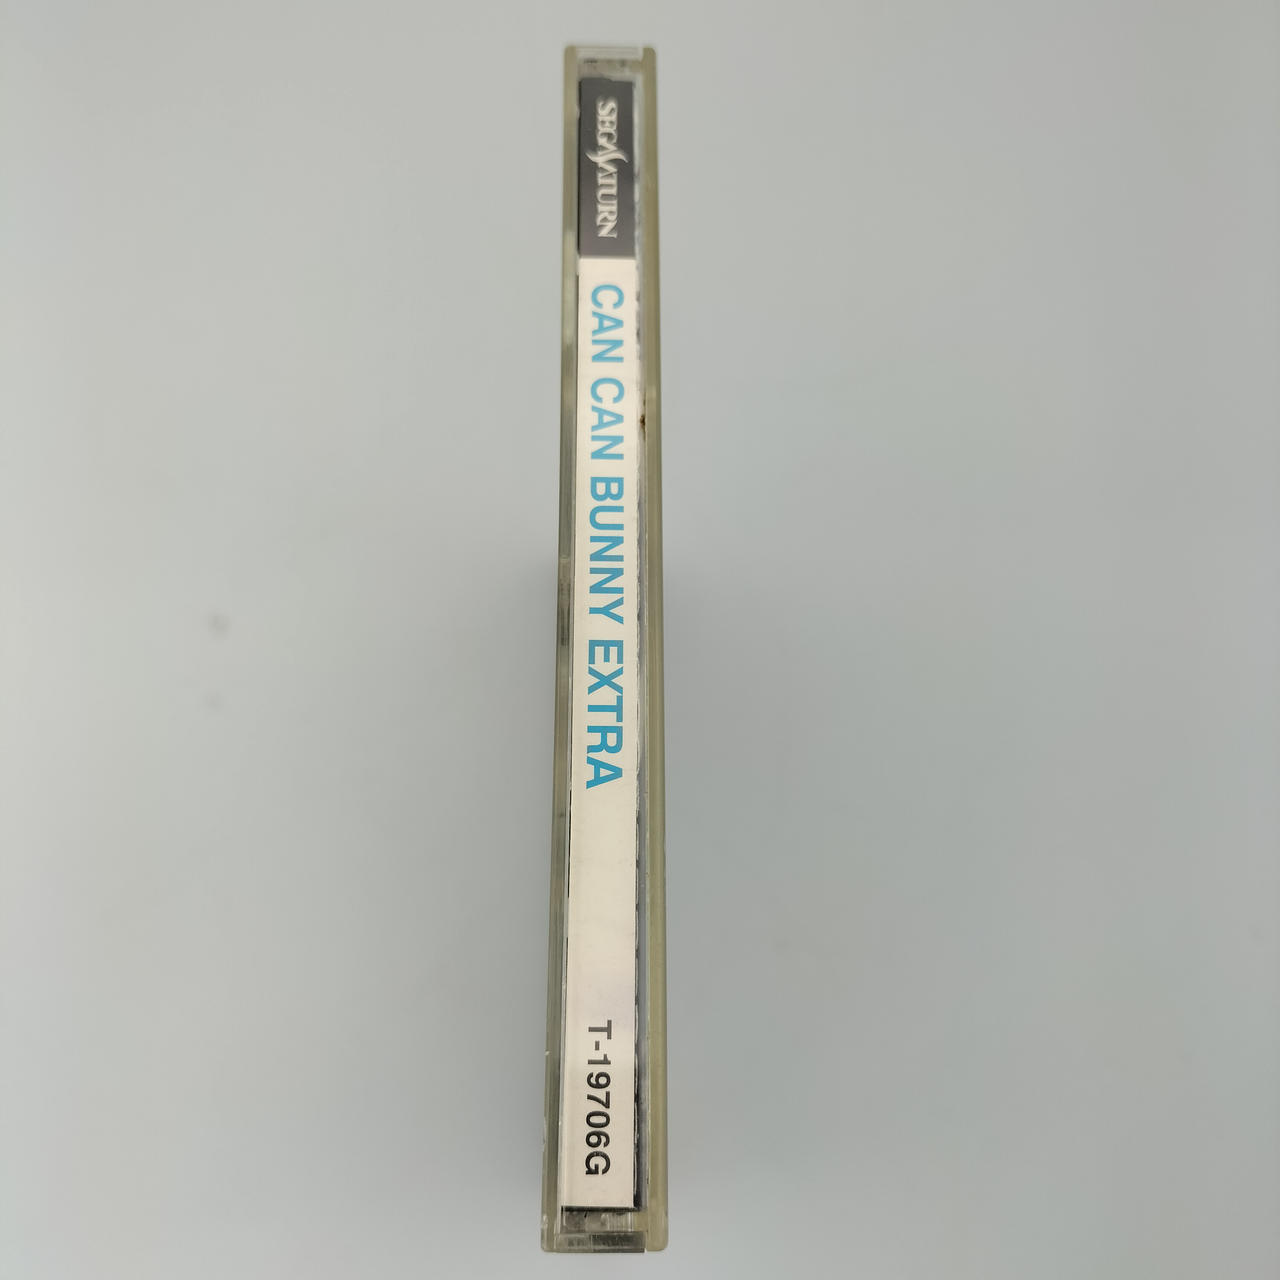 SEGA SATURN
CAN CAN BUNNY EXTRA
T-19706G